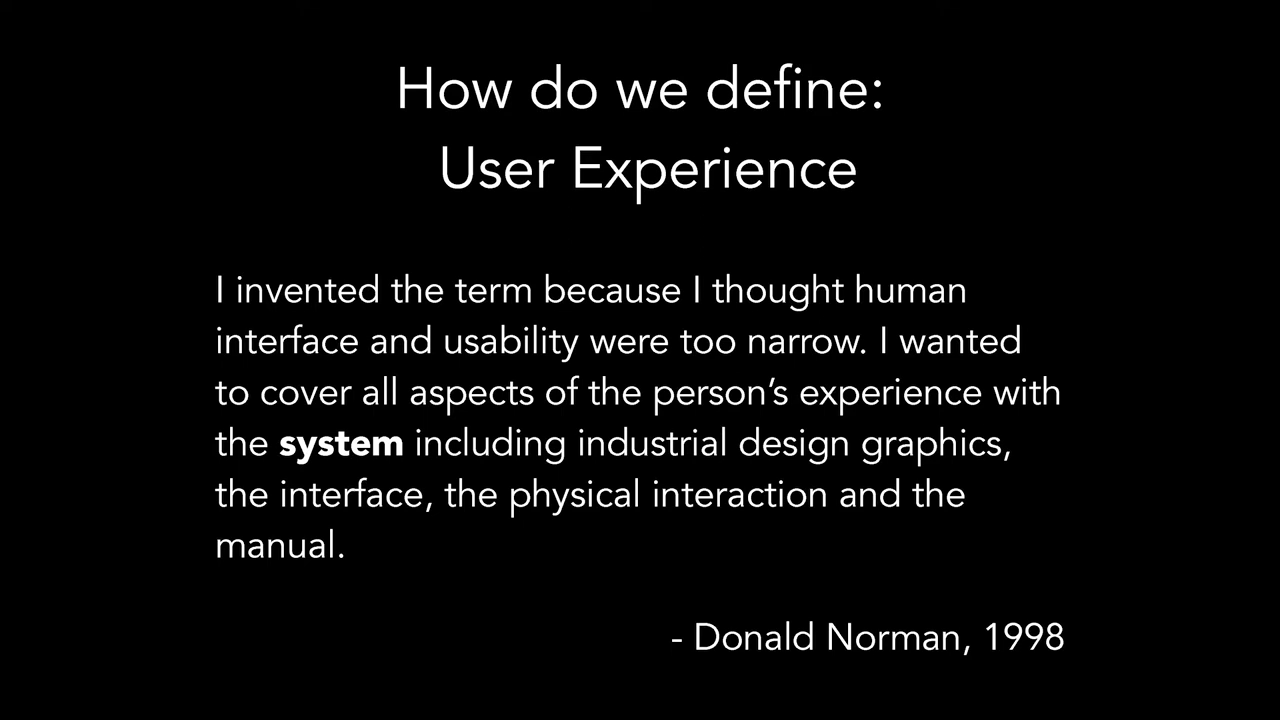 How do we define:
User Experience
I invented the term because I thought human
interface and usability were too narrow. I wanted
to cover all aspects of the person’s experience with
the system including industrial design graphics,
the interface, the physical interaction and the
manual.
- Donald Norman, 1998